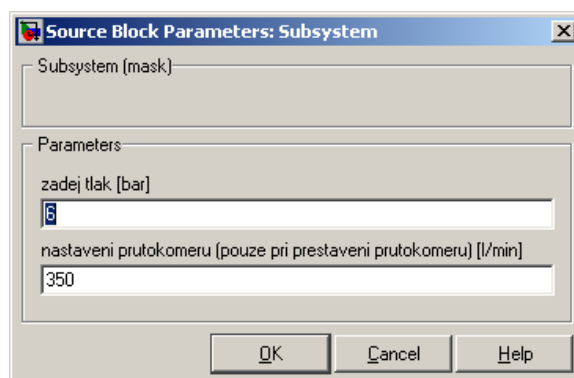 Source Block Parameters: Subsystem
Subsystem (mask)
Parameters
zadej tlak [bar]
6
nastaveni prutokomeru (pouze pri prestaveni prutokomeru) [l/min]
350
OK Cancel Help